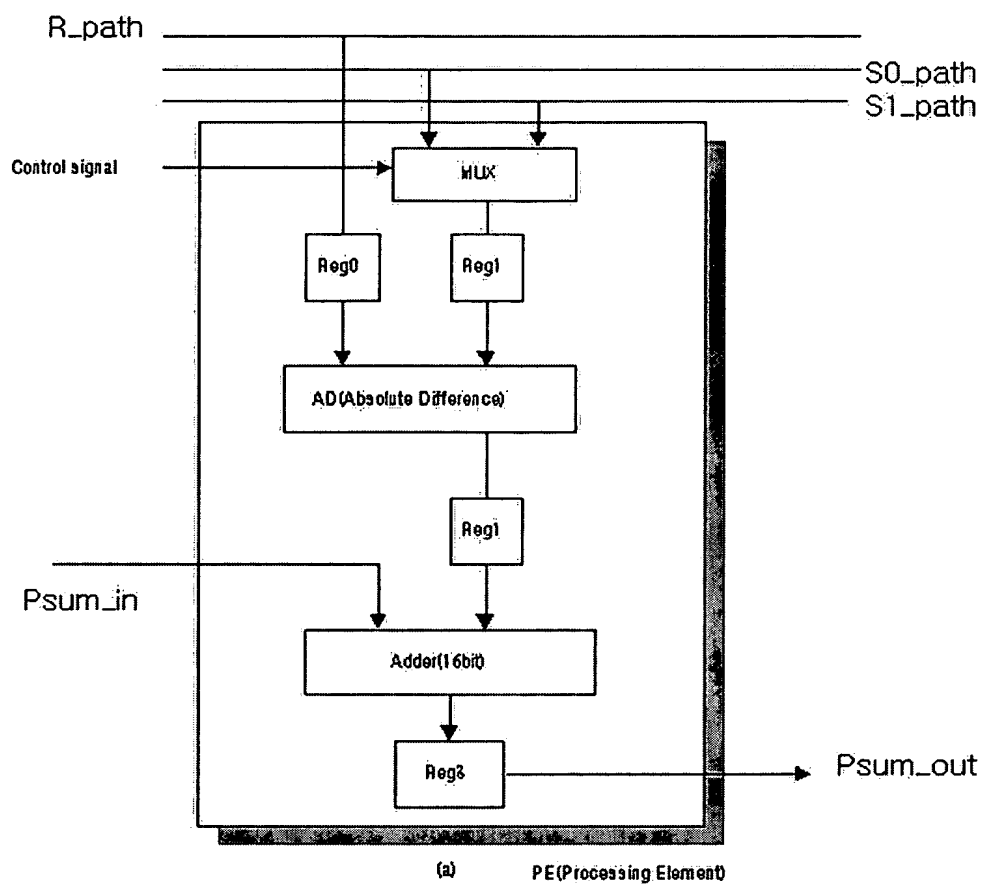 R_path
S0_path
S1_path
Control signal
MUX
Reg0
Reg1
AD(Absolute Difference)
Reg1
Psum_in
Adder(16bit)
Reg3
Psum_out
(a)
PE(Processing Element)